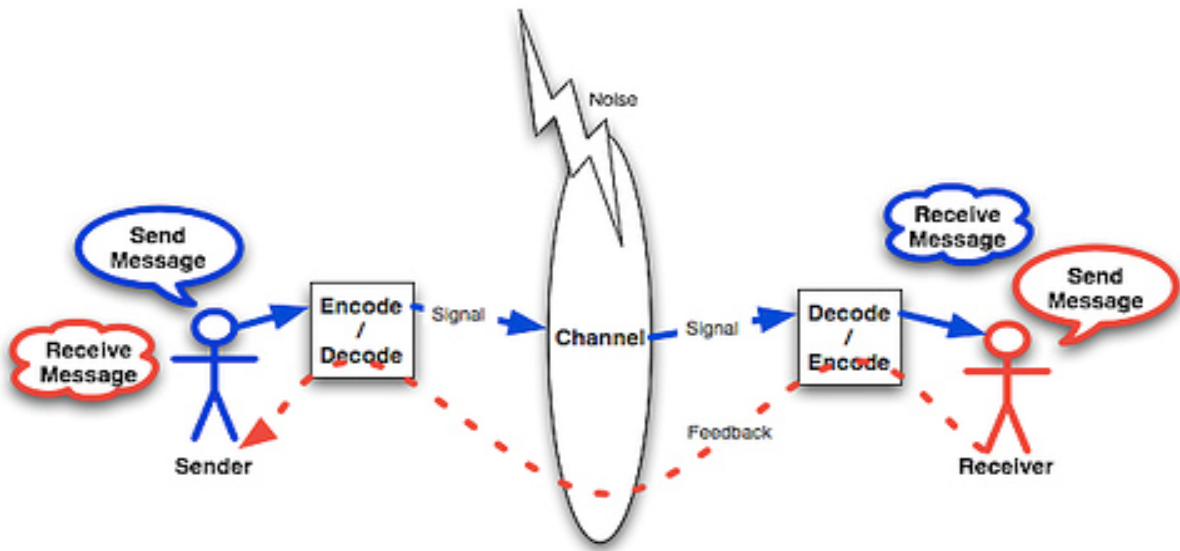 Noise
Send
Message
Receive
Message
Receive
Message
Send
Message
Encode
/
Decode
Signal
Channel
Signal
Decode
/
Encode
Feedback
Sender
Receiver